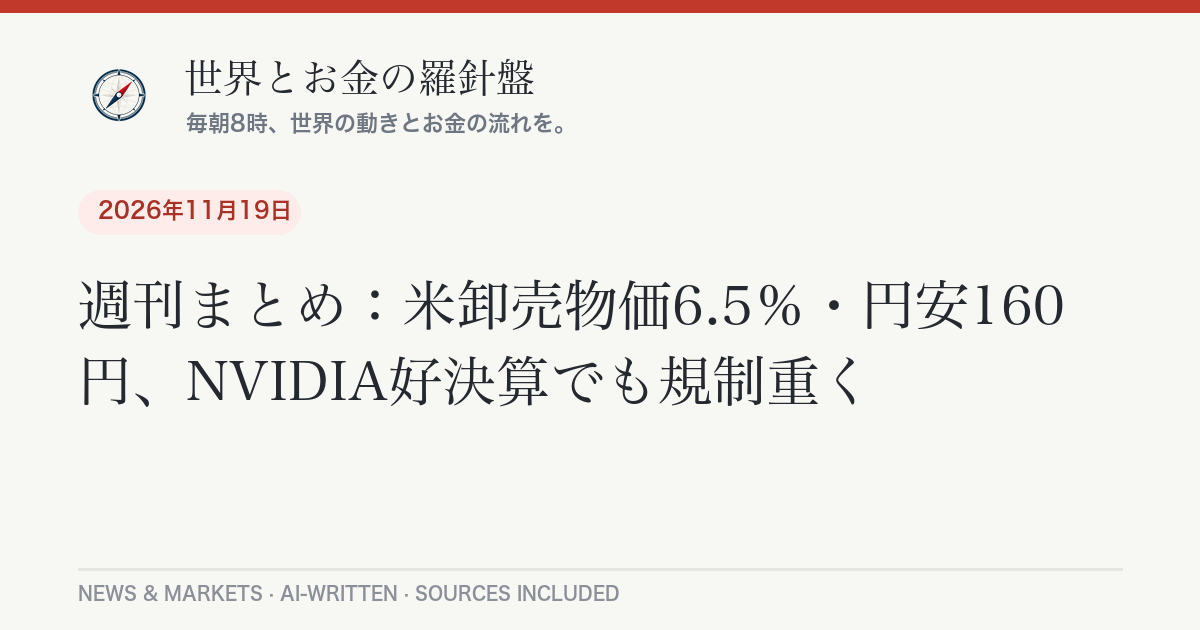 世界とお金の羅針盤
毎朝8時、世界の動きとお金の流れを。
2026年11月19日
週刊まとめ：米卸売物価6.5％・円安160
円、NVIDIA好決算でも規制重く
NEWS & MARKETS · AI-WRITTEN · SOURCES INCLUDED